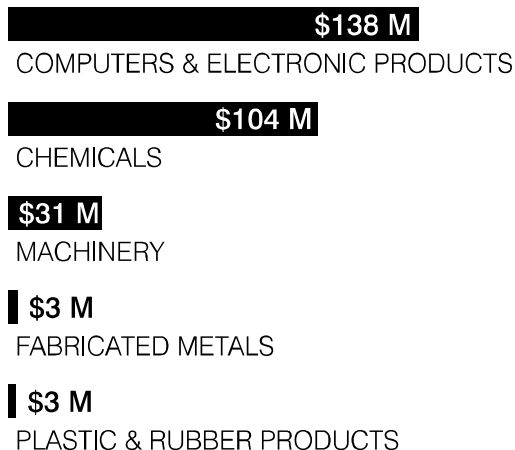 $138 M
COMPUTERS & ELECTRONIC PRODUCTS
$104 M
CHEMICALS
$31 M
MACHINERY
$3 M
FABRICATED METALS
$3 M
PLASTIC & RUBBER PRODUCTS